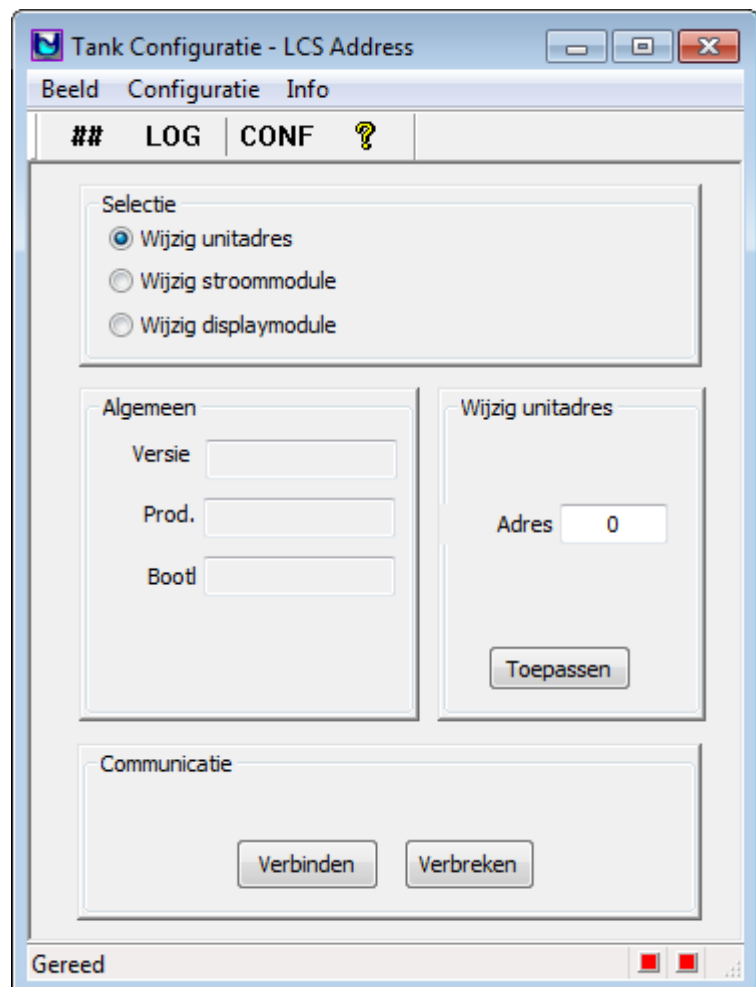 Tank Configuratie - LCS Address
Beeld Configuratie Info
## LOG CONF ?
Selectie
Wijzig unitadres
Wijzig stroommodule
Wijzig displaymodule
Algemeen
Versie
Prod.
Bootl
Wijzig unitadres
Adres 0
Toepassen
Communicatie
Verbinden Verbreken
Gereed